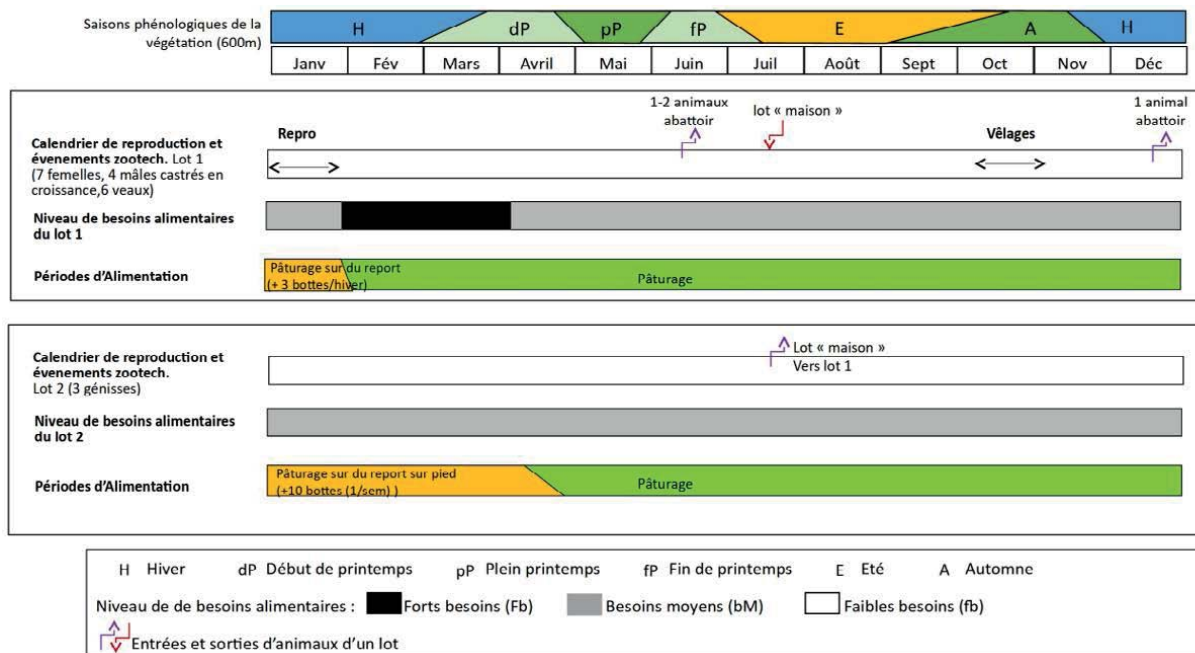 Saisons phénologiques de la
végétation (600m)
H dP pP fP E A H
Janv Fév Mars Avril Mai Juin Juil Août Sept Oct Nov Déc
1-2 animaux
abattoir
lot « maison »
1 animal
abattoir
Repro
Vêlages
Calendrier de reproduction et
évenements zootech. Lot 1
(7 femelles, 4 mâles castrés en
croissance,6 veaux)
Niveau de besoins alimentaires
du lot 1
Périodes d'Alimentation
Pâturage sur du report
(+ 3 bottes/hiver)
Pâturage
Calendrier de reproduction et
évenements zootech.
Lot 2 (3 génisses)
Lot « maison »
Vers lot 1
Niveau de besoins alimentaires
du lot 2
Périodes d'Alimentation
Pâturage sur du report sur pied
(+10 bottes (1/sem) )
Pâturage
H Hiver dP Début de printemps pP Plein printemps fP Fin de printemps E Eté A Automne
Niveau de de besoins alimentaires : Forts besoins (Fb) Besoins moyens (bM) Faibles besoins (fb)
Entrées et sorties d'animaux d'un lot